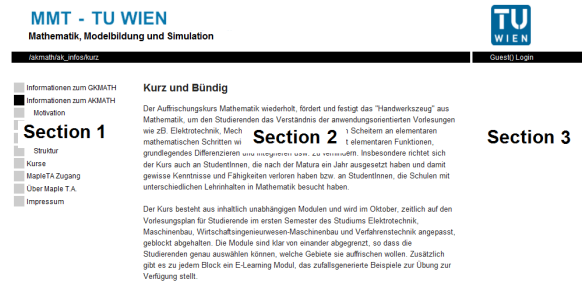 MMT - TU WIEN
Mathematik, Modelbildung und Simulation
TU
WIEN
/akmath/ak_infos/kurz
Guest() Login
Informationen zum GKMATH
Informationen zum AKMATH
Motivation
Section 1
Struktur
Kurse
MapleTA Zugang
Über Maple T.A.
Impressum
Kurz und Bündig
Der Auffrischungskurs Mathematik wiederholt, fördert und festigt das "Handwerkszeug" aus
Mathematik, um den Studierenden das Verständnis der anwendungsorientierten Vorlesungen
wie zB. Elektrotechnik, Mech Scheitern an elementaren
mathematischen Schritten wi t elementaren Funktionen,
Section 2
grundlegendes Differenzieren und Integrieren usw. zu verhindern. Insbesondere richtet sich
der Kurs auch an StudentInnen, die nach der Matura ein Jahr ausgesetzt haben und damit
gewisse Kenntnisse und Fähigkeiten verloren haben bzw. an StudentInnen, die Schulen mit
unterschiedlichen Lehrinhalten in Mathematik besucht haben.
Der Kurs besteht aus inhaltlich unabhängigen Modulen und wird im Oktober, zeitlich auf den
Vorlesungsplan für Studierende im ersten Semester des Studiums Elektrotechnik,
Maschinenbau, Wirtschaftsingenieurwesen-Maschinenbau und Verfahrenstechnik angepasst,
geblockt abgehalten. Die Module sind klar von einander abgegrenzt, so dass die
Studierenden genau auswählen können, welche Gebiete sie auffrischen wollen. Zusätzlich
gibt es zu jedem Block ein E-Learning Modul, das zufallsgenerierte Beispiele zur Übung zur
Verfügung stellt.
Section 3